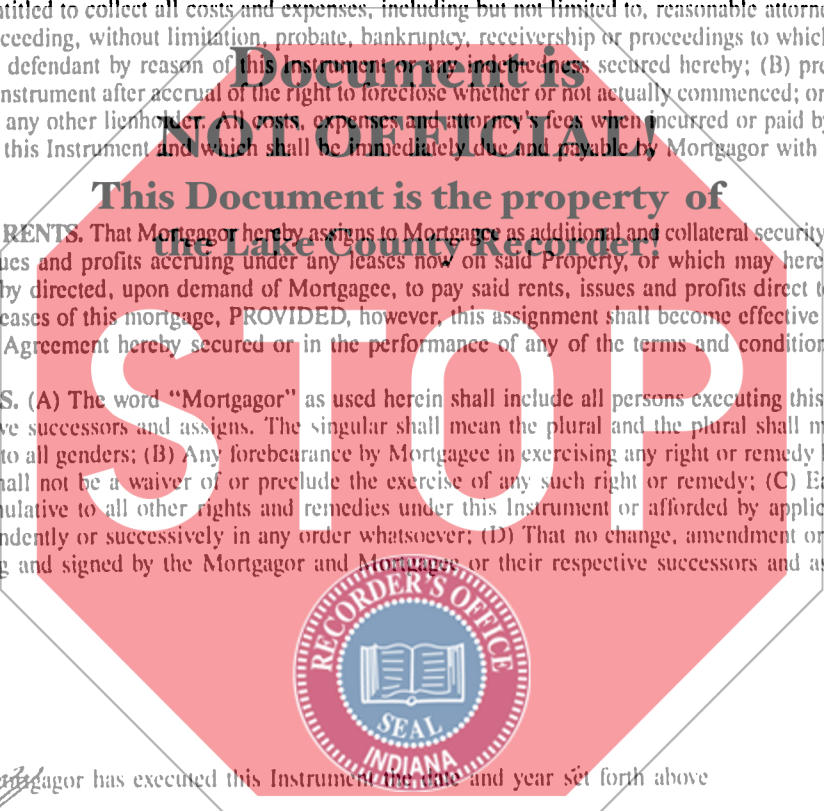 ntitled to collect all costs and expenses, including but not limited to, reasonable attorne
ceeding, without limitation, probate, bankruptcy, receivership or proceedings to which
Document is
defendant by reason of this Instrument or any indebtedness secured hereby; (B) pre
nstrument after accrual of the right to foreclose whether or not actually commenced; or
NOT OFFICIAL!
any other lienholder. All costs, expenses and attorney's fees when incurred or paid by
this Instrument and which shall be immediately due and payable by Mortgagor with
This Document is the property of
the Lake County Recorder!
RENTS. That Mortgagor hereby assigns to Mortgagee as additional and collateral security
ues and profits accruing under any leases now on said Property, or which may here
by directed, upon demand of Mortgagee, to pay said rents, issues and profits direct t
eases of this mortgage, PROVIDED, however, this assignment shall become effective
Agreement hereby secured or in the performance of any of the terms and condition
STOP
S. (A) The word "Mortgagor" as used herein shall include all persons executing this
ve successors and assigns. The singular shall mean the plural and the plural shall m
to all genders; (B) Any forebearance by Mortgagee in exercising any right or remedy
hall not be a waiver of or preclude the exercise of any such right or remedy; (C) Ea
nulative to all other rights and remedies under this Instrument or afforded by applic
ndently or successively in any order whatsoever; (D) That no change, amendment or
g and signed by the Mortgagor and Mortgagee or their respective successors and as
RECORDER'S OFFICE
SEAL
INDIANA
Mortgagor has executed this Instrument the date and year set forth above